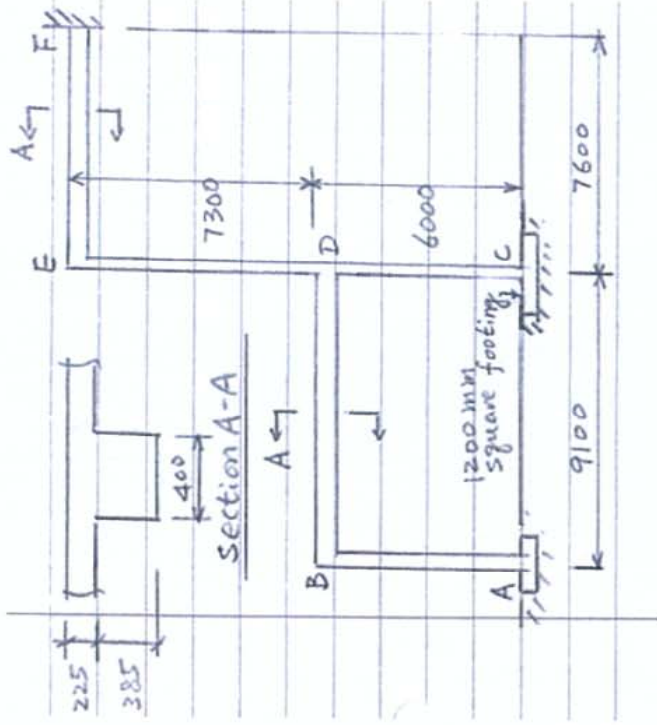 E
A
F
7300
D
6000
C
7600
225
385
400
section A-A
A
B
1200 mm
square footing
A
9100